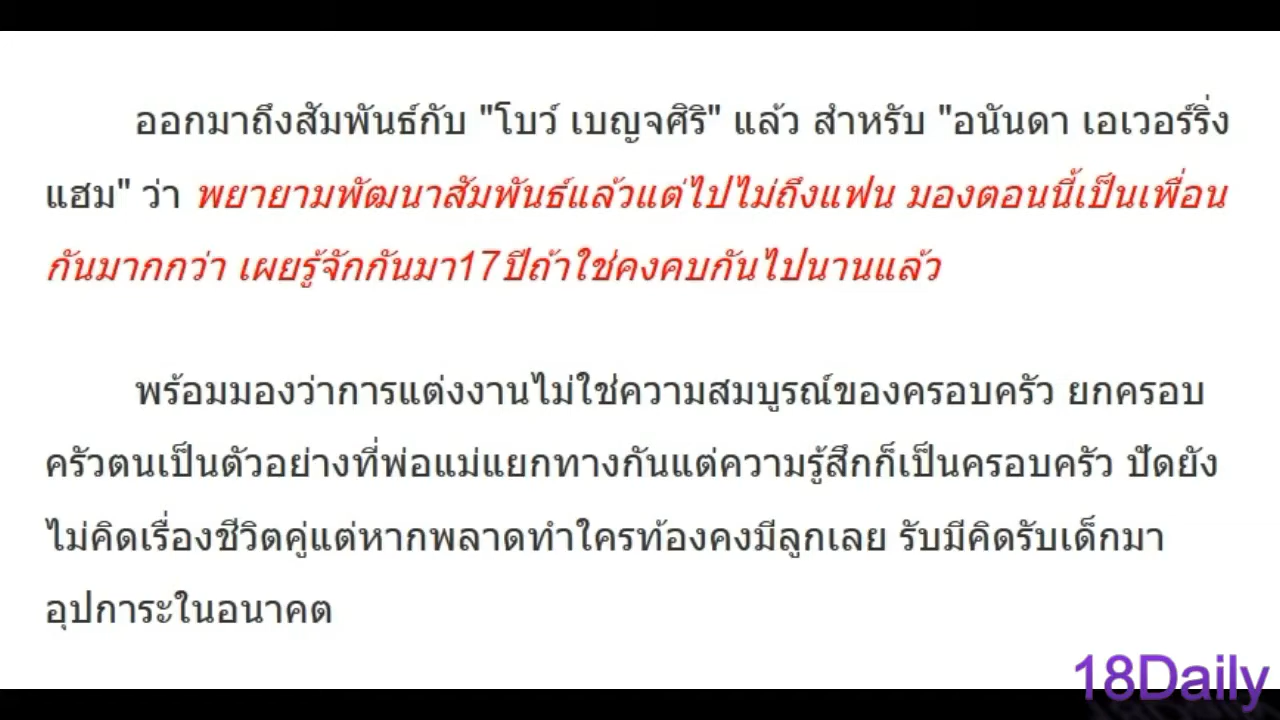 ออกมาถึงสัมพันธ์กับ "โบว์ เบญจศิริ" แล้ว สำหรับ "อนันดา เอเวอร์ริ่ง
แฮม" ว่า พยายามพัฒนาสัมพันธ์แล้วแต่ไปไม่ถึงแฟน มองตอนนี้เป็นเพื่อน
กันมากกว่า เผยรู้จักกันมา17ปีถ้าใช่คงคบกันไปนานแล้ว
พร้อมมองว่าการแต่งงานไม่ใช่ความสมบูรณ์ของครอบครัว ยกครอบ
ครัวตนเป็นตัวอย่างที่พ่อแม่แยกทางกันแต่ความรู้สึกก็เป็นครอบครัว ปัดยัง
ไม่คิดเรื่องชีวิตคู่แต่หากพลาดทำใครท้องคงมีลูกเลย รับมีคิดรับเด็กมา
อุปการะในอนาคต
18Daily